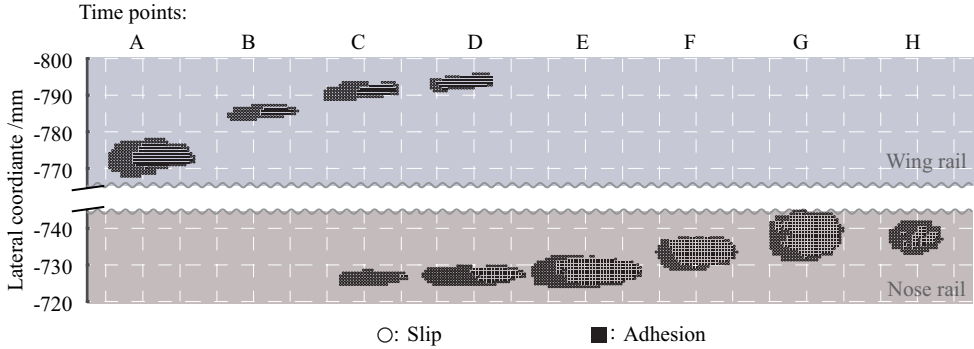 Time points:
A B C D E F G H
-800
-790
-780
-770
Wing rail
-740
-730
-720
Nose rail
Lateral coordiante /mm
○: Slip ■: Adhesion